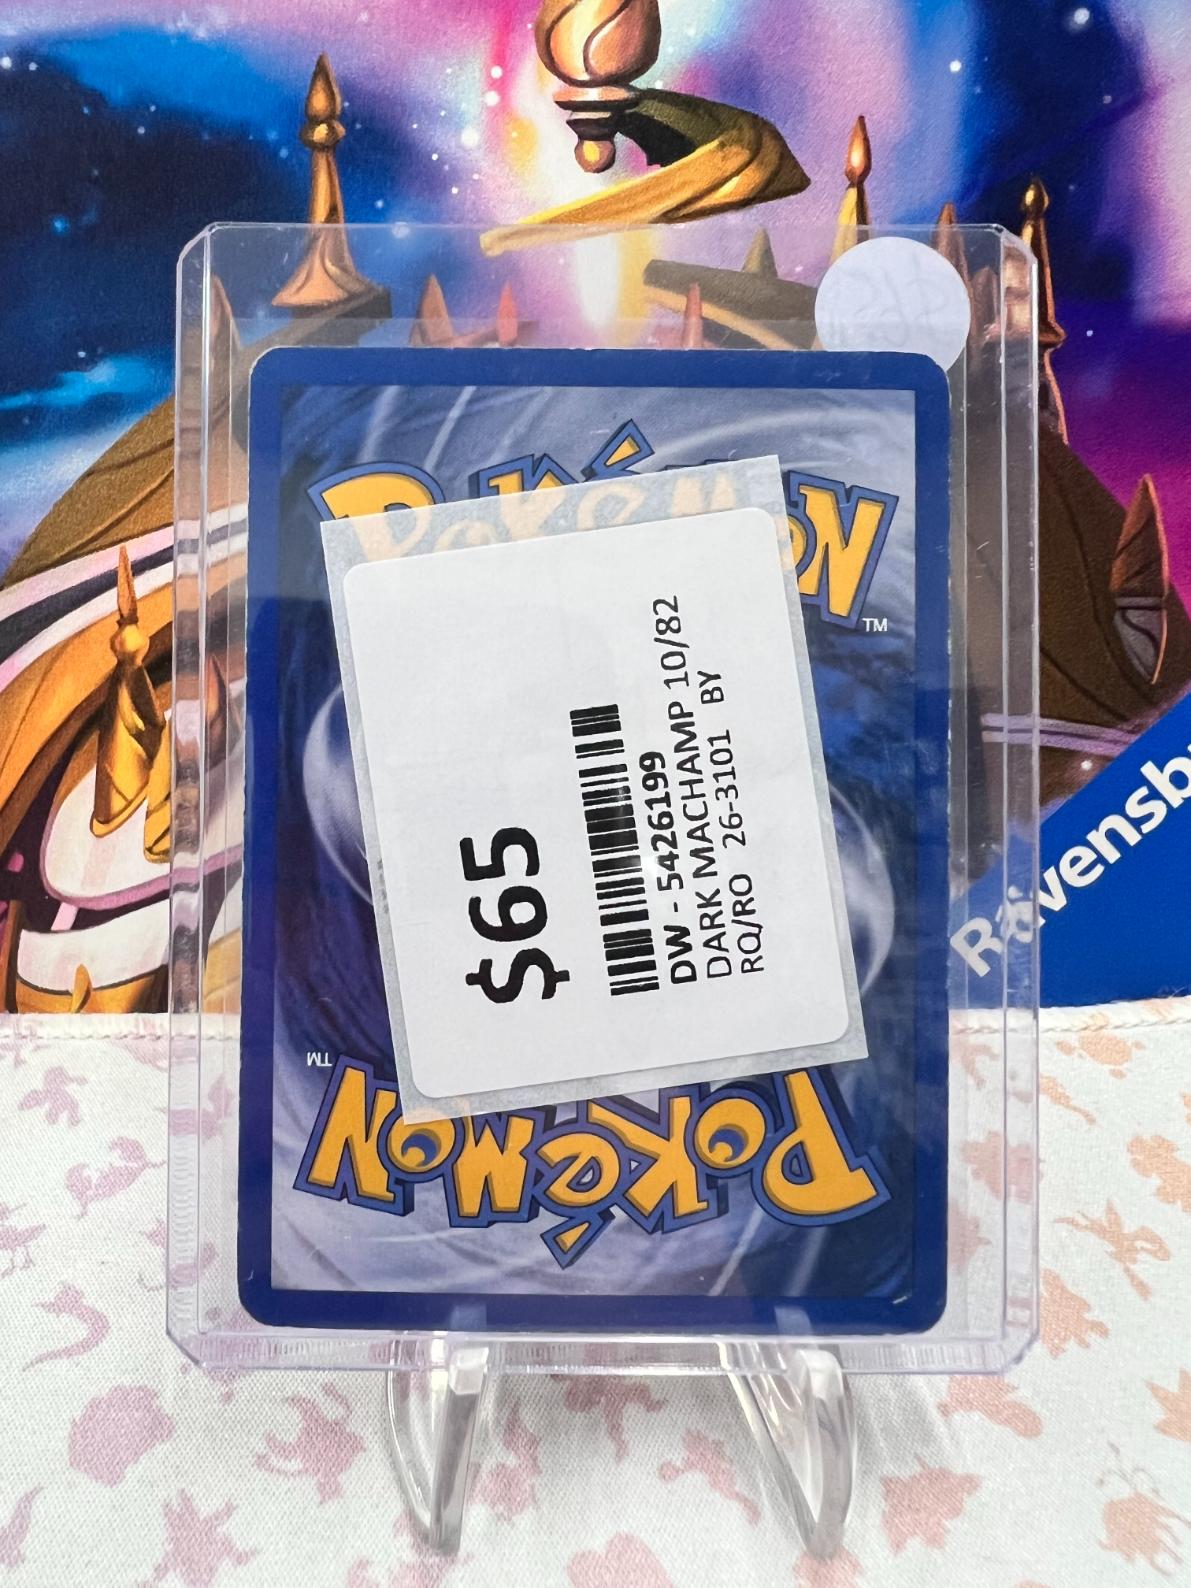 POKéMON
TM
$65
DW - 5426199
DARK MACHAMP 10/82
RQ/RO 26-3101 BY
TM
POKéMON
Ravensb